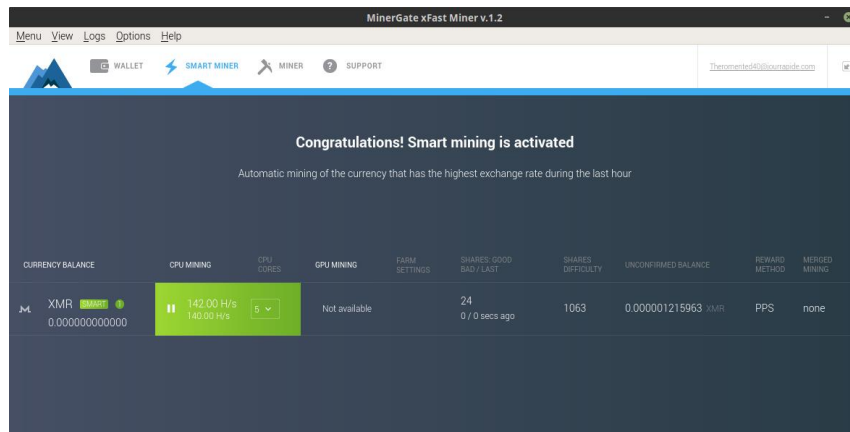 MinerGate xFast Miner v.1.2
Menu View Logs Options Help
WALLET SMART MINER MINER ? SUPPORT
Congratulations! Smart mining is activated
Automatic mining of the currency that has the highest exchange rate during the last hour
CURRENCY BALANCE CPU MINING CPU CORES GPU MINING FARM SETTINGS SHARES: GOOD BAD / LAST SHARES DIFFICULTY UNCONFIRMED BALANCE REWARD METHOD MERGED MINING
XMR SMART 1 142.00 H/s 5 Not available 24 1063 0.000001215963 XMR PPS none
0.000000000000 140.00 H/s 0 / 0 secs ago